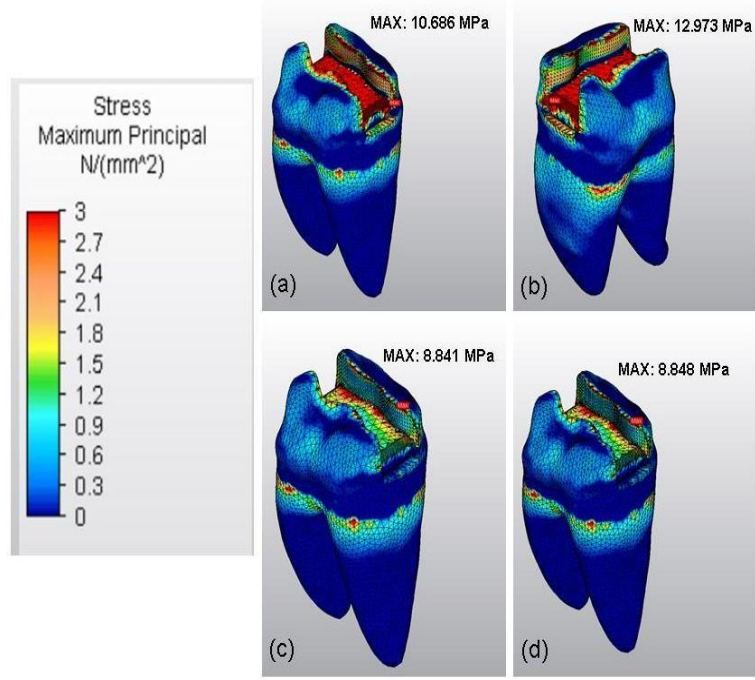 Stress
Maximum Principal
N/(mm^2)
3
2.7
2.4
2.1
1.8
1.5
1.2
0.9
0.6
0.3
0
MAX: 10.686 MPa
(a)
MAX: 12.973 MPa
(b)
MAX: 8.841 MPa
(c)
MAX: 8.848 MPa
(d)